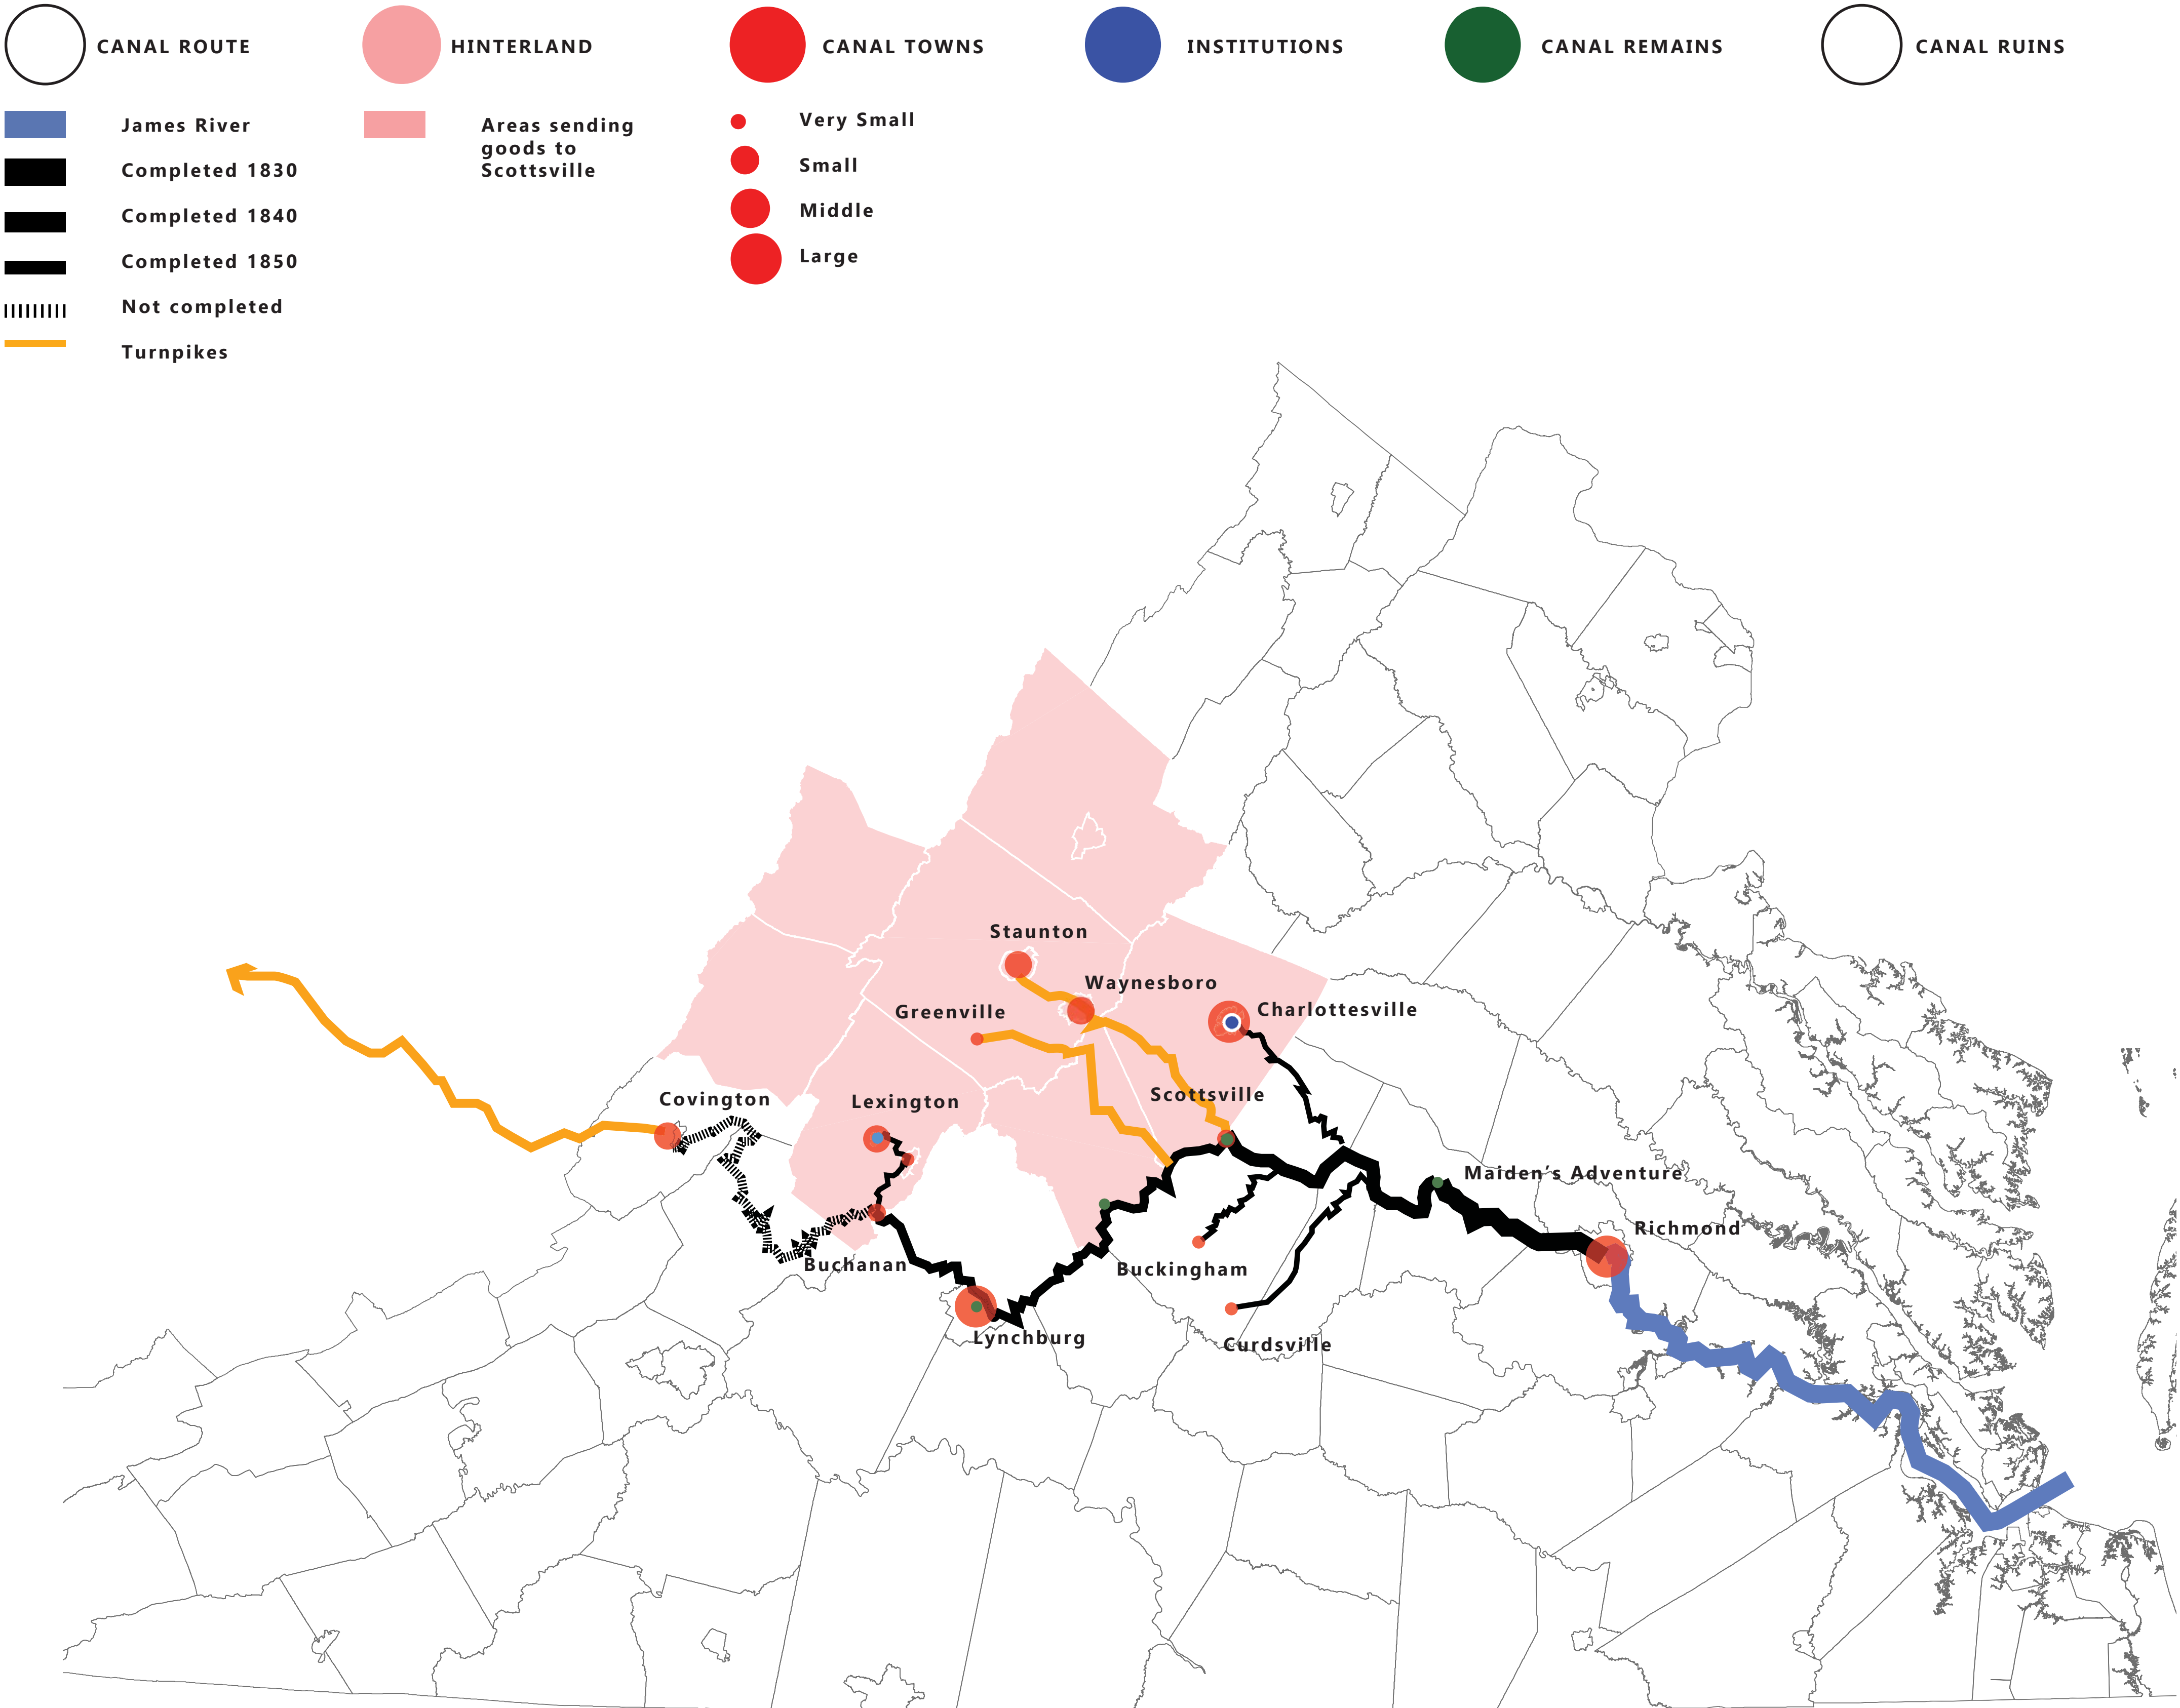 CANAL ROUTE
HINTERLAND
CANAL TOWNS
INSTITUTIONS
CANAL REMAINS
CANAL RUINS
James River
Completed 1830
Completed 1840
Completed 1850
Not completed
Turnpikes
Areas sending
goods to
Scottsville
Very Small
Small
Middle
Large
Staunton
Waynesboro
Greenville
Charlottesville
Covington
Lexington
Scottsville
Maiden's Adventure
Richmond
Buchanan
Buckingham
Lynchburg
Curdsville